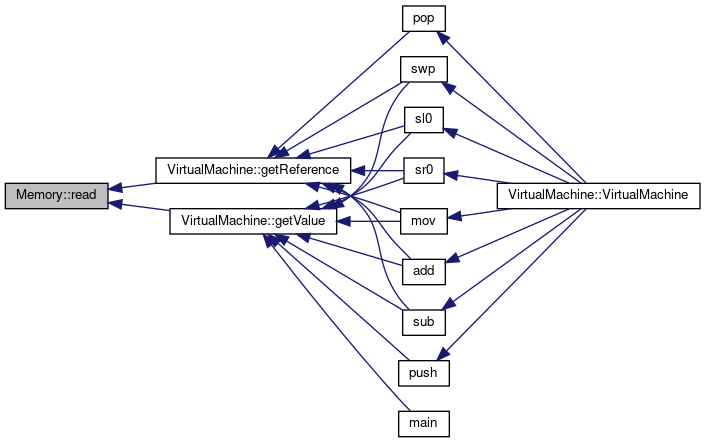 Memory::read
VirtualMachine::getReference
VirtualMachine::getValue
pop
swp
sl0
sr0
mov
add
sub
push
main
VirtualMachine::VirtualMachine